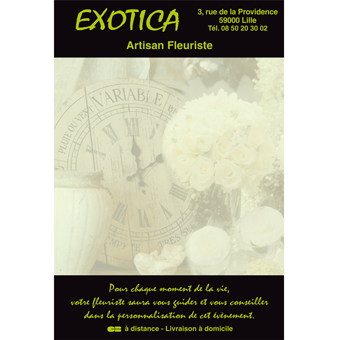 EXOTICA
3, rue de la Providence
59000 Lille
Tél. 08 50 20 30 02
Artisan Fleuriste
VARIABLE
Pour chaque moment de la vie,
votre fleuriste saura vous guider et vous conseiller
dans la personnalisation de cet événement.
à distance - Livraison à domicile